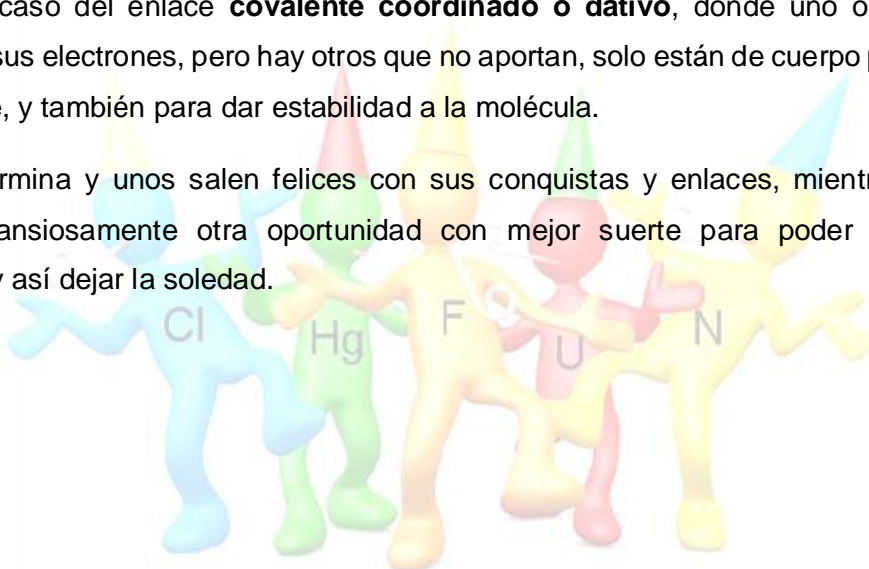 caso del enlace covalente coordinado o dativo, donde uno o
sus electrones, pero hay otros que no aportan, solo están de cuerpo p
, y también para dar estabilidad a la molécula.
rmina y unos salen felices con sus conquistas y enlaces, mientr
ansiosamente otra oportunidad con mejor suerte para poder
y así dejar la soledad.
Cl Hg F U N